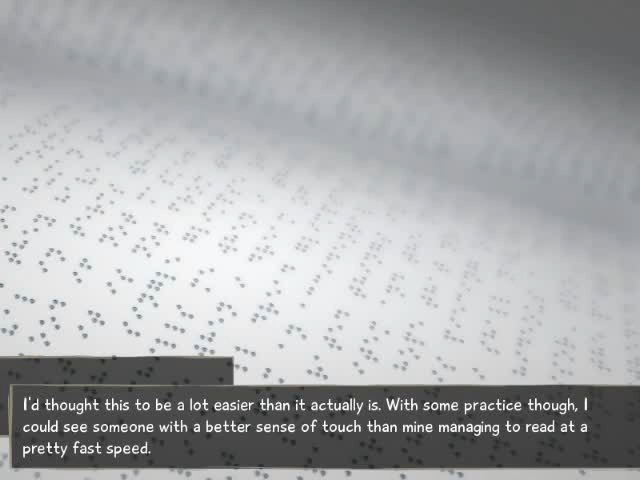 I'd thought this to be a lot easier than it actually is. With some practice though, I
could see someone with a better sense of touch than mine managing to read at a
pretty fast speed.